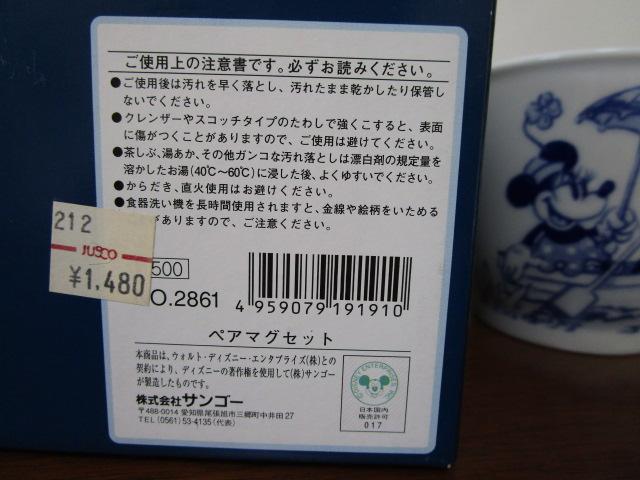 ご使用上の注意書です。必ずお読みください。
●ご使用後は汚れを早く落とし、汚れたまま乾かしたり保管し
ないでください。
●クレンザーやスコッチタイプのたわしで強くこすると、表面
に傷がつくことがありますので、ご使用は避けてください。
●茶しぶ、湯あか、その他ガンコな汚れ落としは漂白剤の規定量を
溶かしたお湯(40℃〜60℃)に浸した後、よくゆすいでください。
●からだき、直火使用はお避けください。
●食器洗い機を長時間使用されますと、金線や絵柄をいためる
がありますので、ご注意ください。
212
JUSCO
¥1,480
500
O.2861
4 959079 191910
ペアマグセット
本商品は、ウォルト・ディズニー・エンタプライズ(株)との
契約により、ディズニーの著作権を使用して(株)サンゴー
が製造したものです。
株式会社サンゴー
〒488-0014 愛知県尾張旭市三郷町中井田27
TEL (0561) 53-4135 (代表)
DISNEY ENTERPRISES INC.
日本国内
販売許可
017